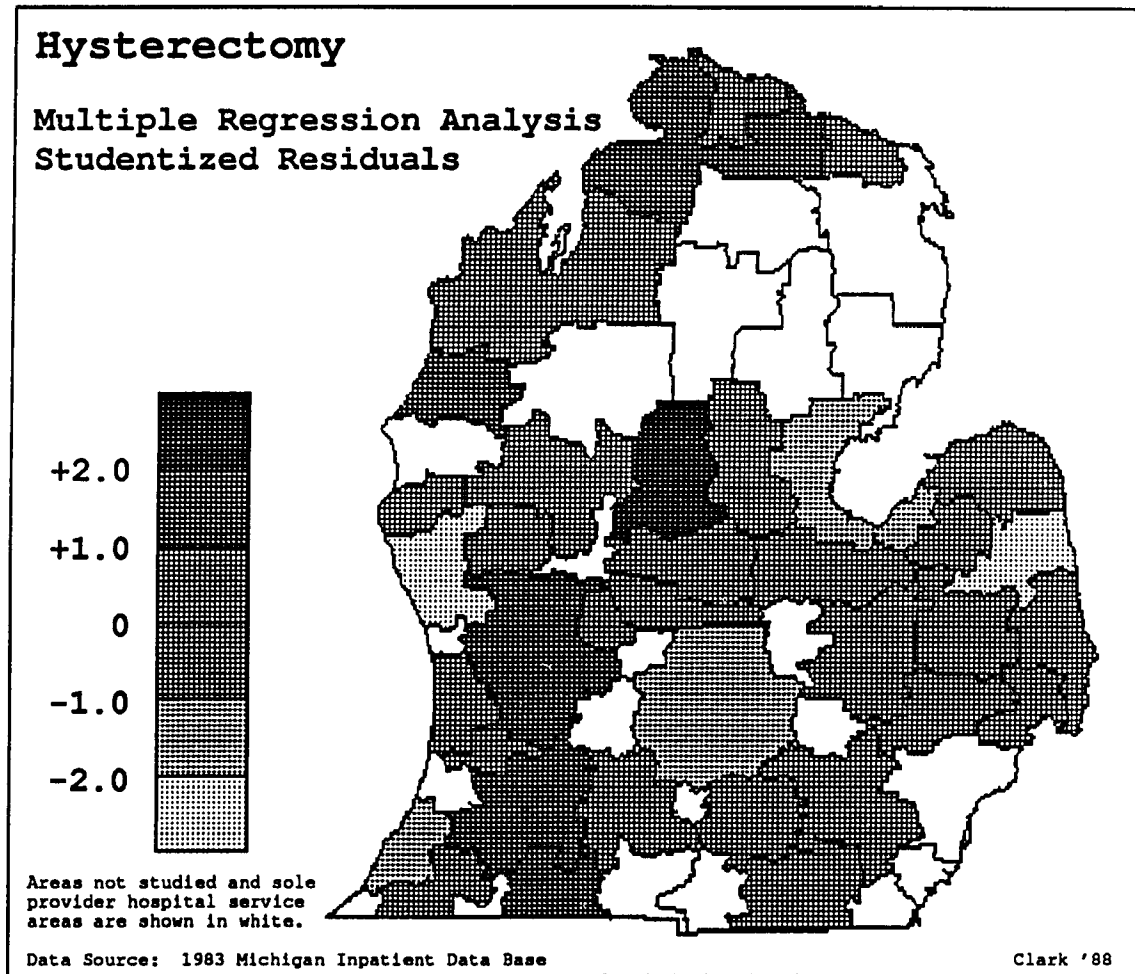 Hysterectomy
Multiple Regression Analysis
Studentized Residuals
+2.0
+1.0
0
-1.0
-2.0
Areas not studied and sole
provider hospital service
areas are shown in white.
Data Source: 1983 Michigan Inpatient Data Base
Clark '88